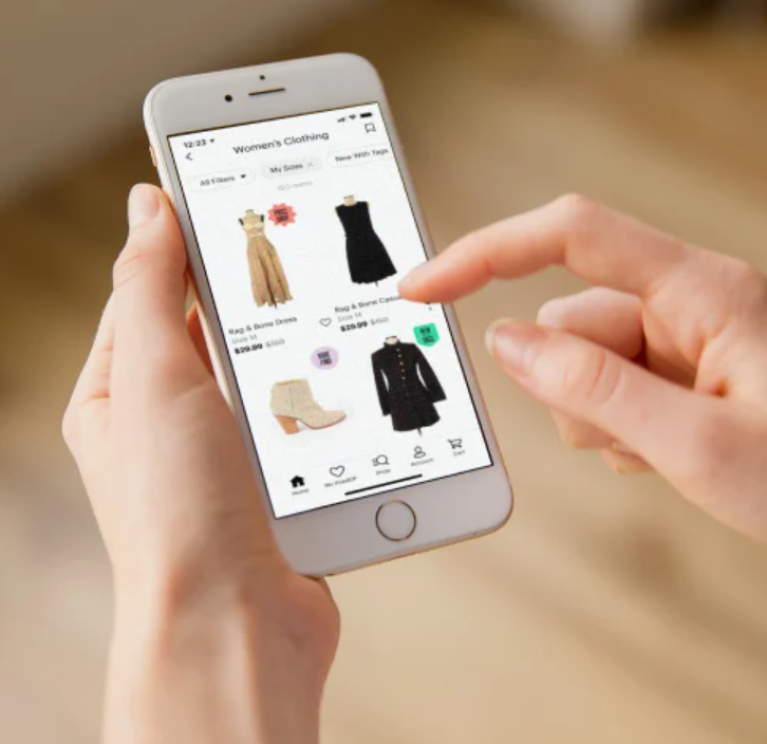 12:22
Women's Clothing
All Filters
My Sizes
New With Tags
Rag & Bone Dress
Size M
$29.99 $150
Rag & Bone Casual
Size M
$29.99 $150
Home
Shop
Account
Cart